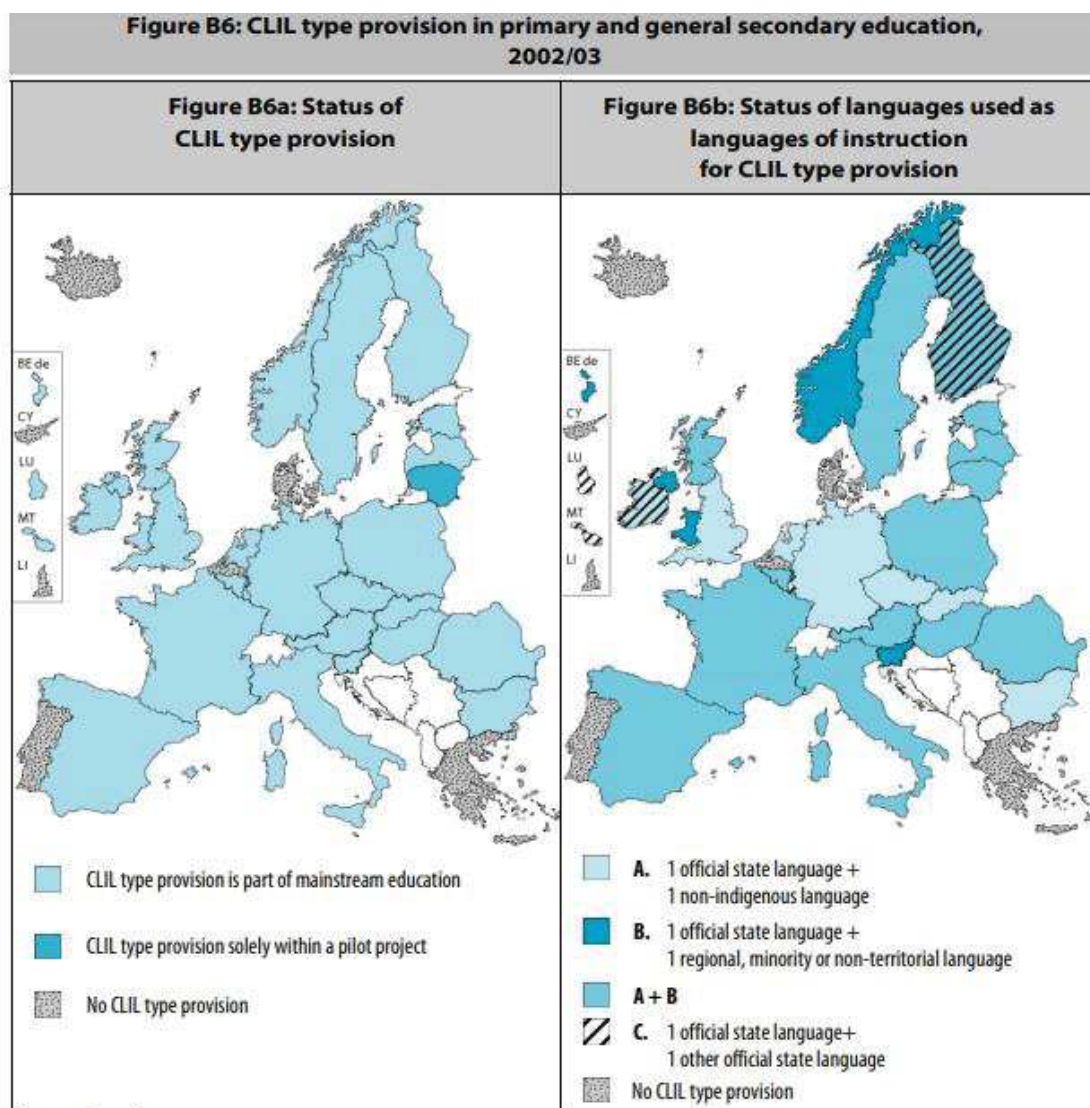 Figure B6: CLIL type provision in primary and general secondary education,
2002/03
Figure B6a: Status of
CLIL type provision
Figure B6b: Status of languages used as
languages of instruction
for CLIL type provision
BE de
CY
LU
MT
LI
BE de
CY
LU
MT
LI
CLIL type provision is part of mainstream education
CLIL type provision solely within a pilot project
No CLIL type provision
A. 1 official state language +
1 non-indigenous language
B. 1 official state language +
1 regional, minority or non-territorial language
A + B
C. 1 official state language+
1 other official state language
No CLIL type provision